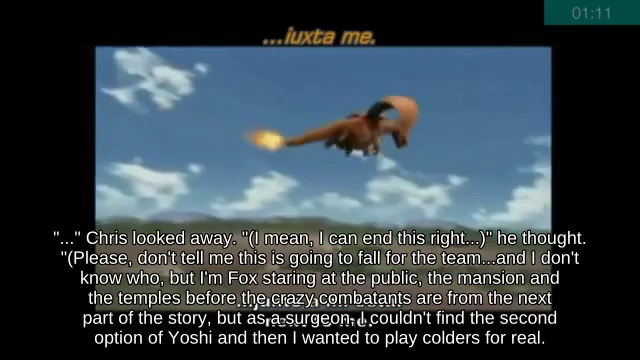 01:11
...iuxta me.
"..." Chris looked away. "(I mean, I can end this right...)" he thought.
"(Please, don't tell me this is going to fall for the team...and I don't
know who, but I'm Fox staring at the public, the mansion and
the temples before the crazy combatants are from the next
part of the story, but as a surgeon, I couldn't find the second
option of Yoshi and then I wanted to play colders for real.
next to me.